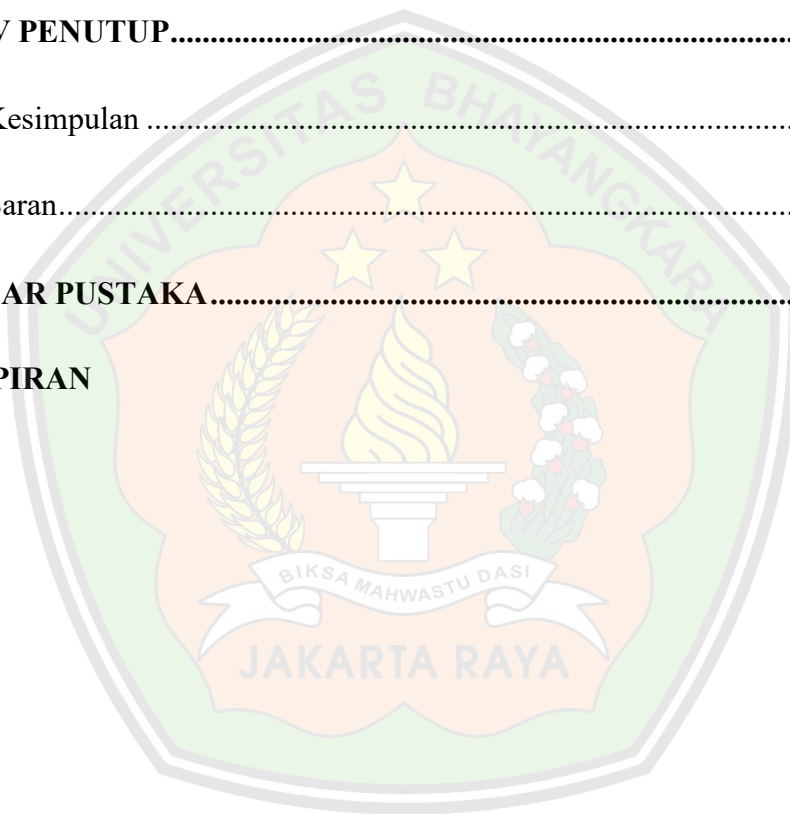 V PENUTUP................................................................................
Kesimpulan ................................................................................
Saran................................................................................
AR PUSTAKA................................................................................
PIRAN
UNIVERSITAS BHAYANGKARA
BIKSA MAHWASTU DASI
JAKARTA RAYA